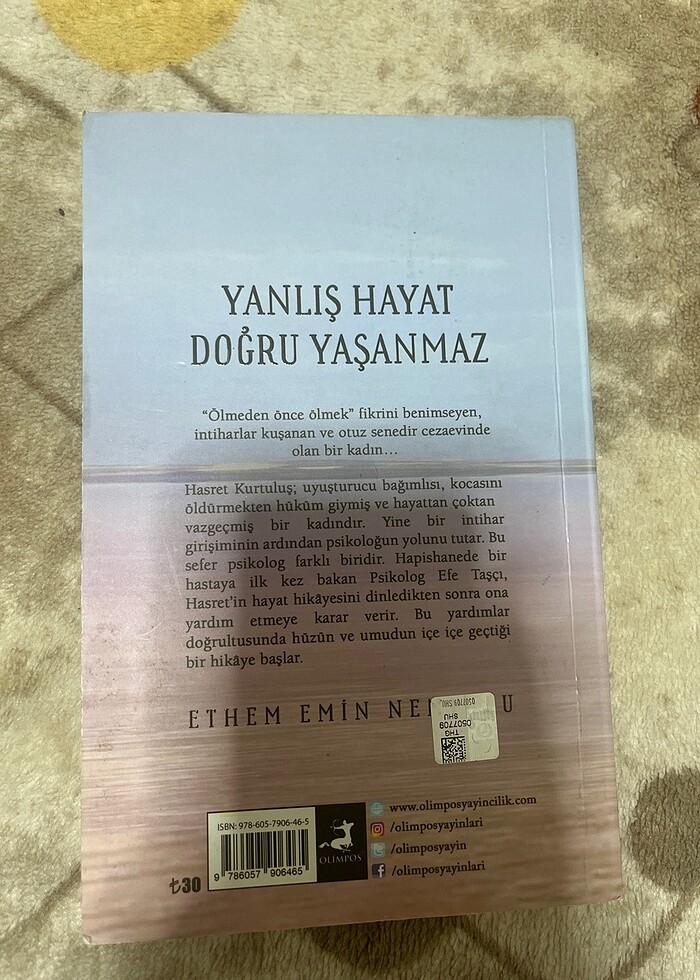 YANLIŞ HAYAT
DOĞRU YAŞANMAZ
“Ölmeden önce ölmek” fikrini benimseyen,
intiharlar kuşanan ve otuz senedir cezaevinde
olan bir kadın…
Hasret Kurtuluş; uyuşturucu bağımlısı, kocasını
öldürmekten hüküm giymiş ve hayattan çoktan
vazgeçmiş bir kadındır. Yine bir intihar
girişiminin ardından psikoloğun yolunu tutar. Bu
sefer psikolog farklı biridir. Hapishanede bir
hastaya ilk kez bakan Psikolog Efe Taşçı,
Hasret’in hayat hikâyesini dinledikten sonra ona
yardım etmeye karar verir. Bu yardımlar
doğrultusunda hüzün ve umudun içe içe geçtiği
bir hikâye başlar.
ETHEM EMİN
THG
0507709
SHU
0507709 SHU
ISBN: 978-605-7906-46-5
9 786057 906465
₺30
OLIMPOS
www.olimposyayincilik.com
/olimposyayinlari
/olimposyayin
/olimposyayinlari